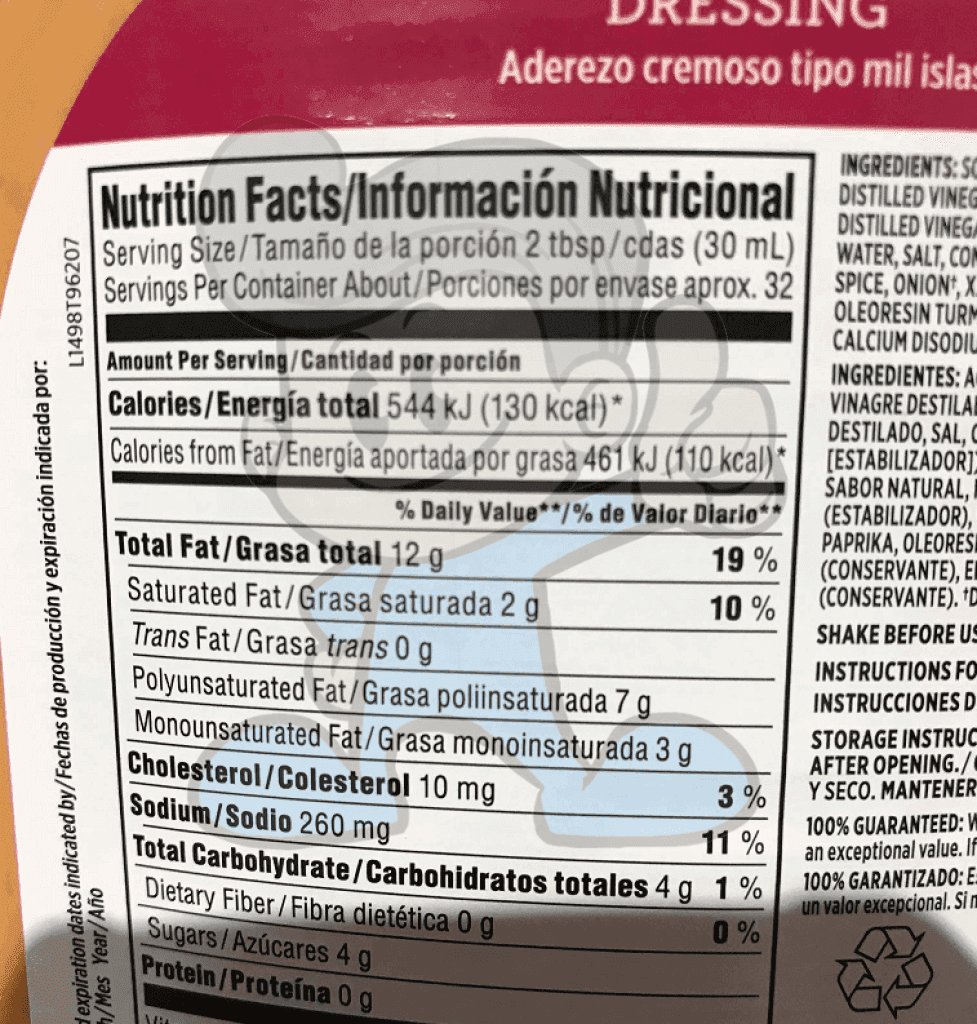 DRESSING
Aderezo cremoso tipo mil islas
Nutrition Facts/Información Nutricional
Serving Size/Tamaño de la porción 2 tbsp/cdas (30 mL)
Servings Per Container About/Porciones por envase aprox. 32
Amount Per Serving/Cantidad por porción
Calories/Energía total 544 kJ (130 kcal)*
Calories from Fat/Energía aportada por grasa 461 kJ (110 kcal)*
% Daily Value**/% de Valor Diario**
Total Fat/Grasa total 12 g 19 %
Saturated Fat/Grasa saturada 2 g 10 %
Trans Fat/Grasa trans 0 g
Polyunsaturated Fat/Grasa poliinsaturada 7 g
Monounsaturated Fat/Grasa monoinsaturada 3 g
Cholesterol/Colesterol 10 mg 3 %
Sodium/Sodio 260 mg 11 %
Total Carbohydrate/Carbohidratos totales 4 g 1 %
Dietary Fiber/Fibra dietética 0 g 0 %
Sugars/Azúcares 4 g
Protein/Proteína 0 g
INGREDIENTS:
DISTILLED
DISTILLED
WATER, SALT,
SPICE, ONION†,
OLEORESIN
CALCIUM
INGREDIENTES:
VINAGRE
DESTILADO, SAL,
[ESTABILIZADOR]
SABOR NATURAL,
(ESTABILIZADOR),
PAPRIKA,
(CONSERVANTE),
(CONSERVANTE).
SHAKE BEFORE
INSTRUCTIONS
INSTRUCCIONES
STORAGE
AFTER OPENING./
Y SECO.
100% GUARANTEED:
an exceptional value. If
100% GARANTIZADO:
un valor excepcional. Si
L1498T96207
expiration dates indicated by/Fechas de producción y expiración indicada por:
/Mes Year/Año